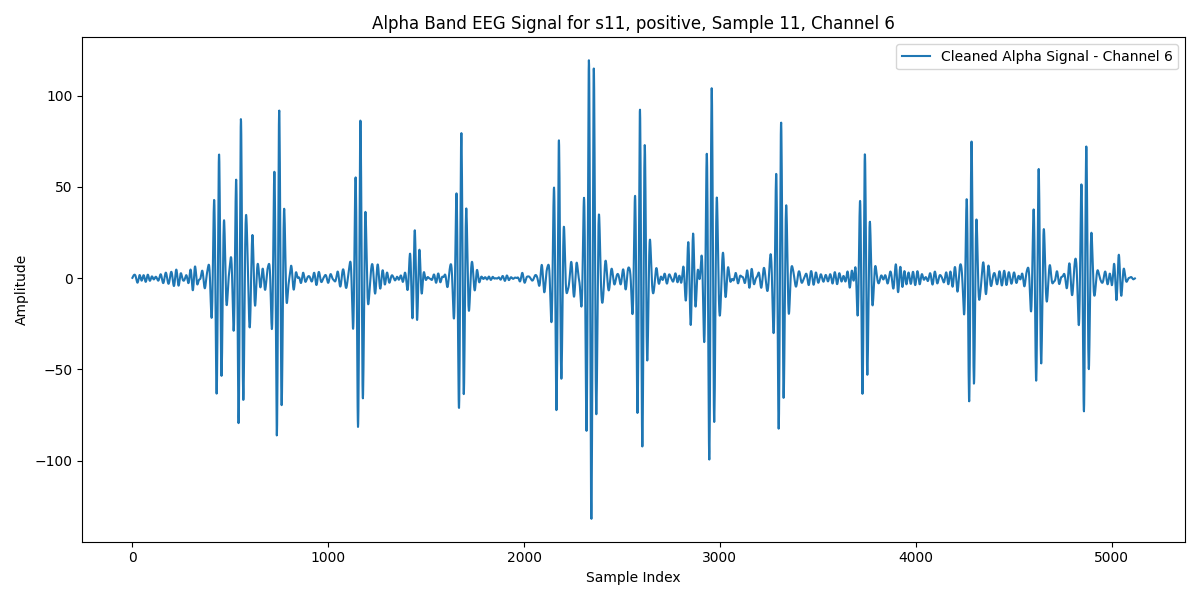 Alpha Band EEG Signal for s11, positive, Sample 11, Channel 6
Cleaned Alpha Signal - Channel 6
Amplitude
100
50
0
−50
−100
0 1000 2000 3000 4000 5000
Sample Index